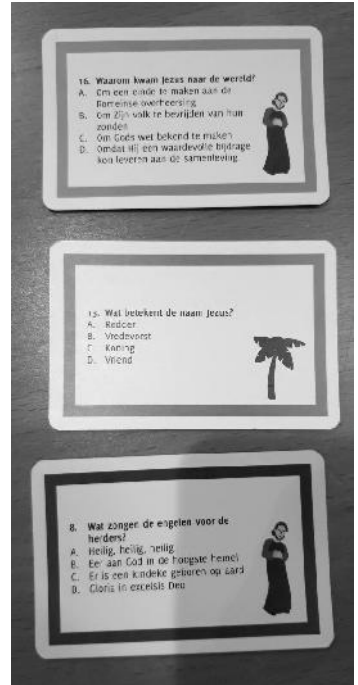 16. Waarom kwam Jezus naar de wereld?
A. Om een einde te maken aan de
Romeinse overheersing
B. Om Zijn volk te bevrijden van hun
zonden
C. Om Gods wet bekend te maken
D. Omdat Hij een waardevolle bijdrage
kon leveren aan de samenleving
13. Wat betekent de naam Jezus?
A. Redder
B. Vredevorst
C. Koning
D. Vriend
8. Wat zongen de engelen voor de
herders?
A. Heilig, heilig, heilig
B. Eer aan God in de hoogste hemel
C. Er is een kindeke geboren op aard
D. Gloria in excelsis Deo